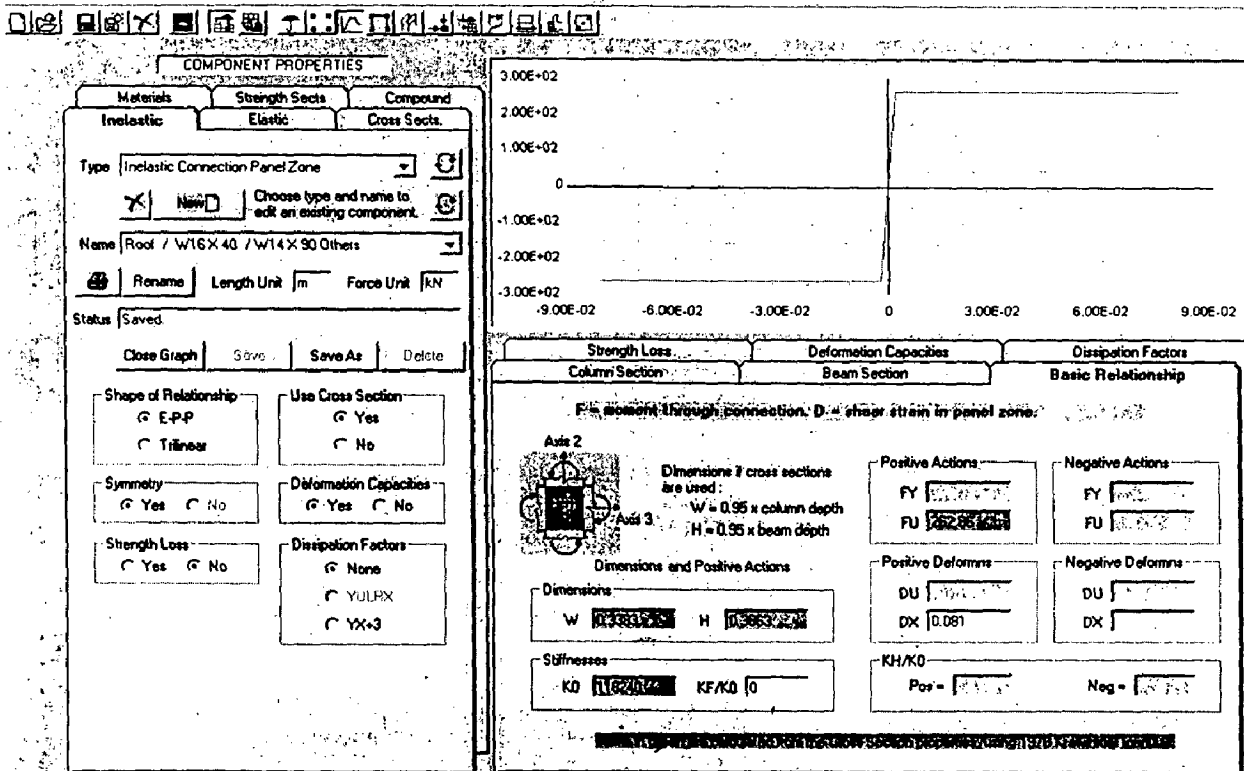 COMPONENT PROPERTIES
Materials Strength Sects Compound
Inelastic Elastic Cross Sects.
Type Inelastic Connection Panel Zone
New Choose type and name to
edit an existing component.
Name Roof / W16X40 / W14X90 Others
Rename Length Unit m Force Unit kN
Status Saved.
Close Graph Save Save As Delete
Shape of Relationship
E-P-P
Trilinear
Use Cross Section
Yes
No
Symmetry
Yes No
Deformation Capacities
Yes No
Strength Loss
Yes No
Dissipation Factors
None
YULRX
YX+3
3.00E+02
2.00E+02
1.00E+02
0
-1.00E+02
-2.00E+02
-3.00E+02
-9.00E-02 -6.00E-02 -3.00E-02 0 3.00E-02 6.00E-02 9.00E-02
Strength Loss Deformation Capacities Dissipation Factors
Column Section Beam Section Basic Relationship
F = moment through connection. D = shear strain in panel zone.
Axis 2
Axis 3
Dimensions if cross sections
are used :
W = 0.95 x column depth
H = 0.95 x beam depth
Dimensions and Positive Actions
Dimensions
W H
Stiffnesses
K0 KF/K0 0
Positive Actions
FY
FU
Negative Actions
FY
FU
Positive Deformns
DU
DX 0.081
Negative Deformns
DU
DX
KH/K0
Pos = Neg =